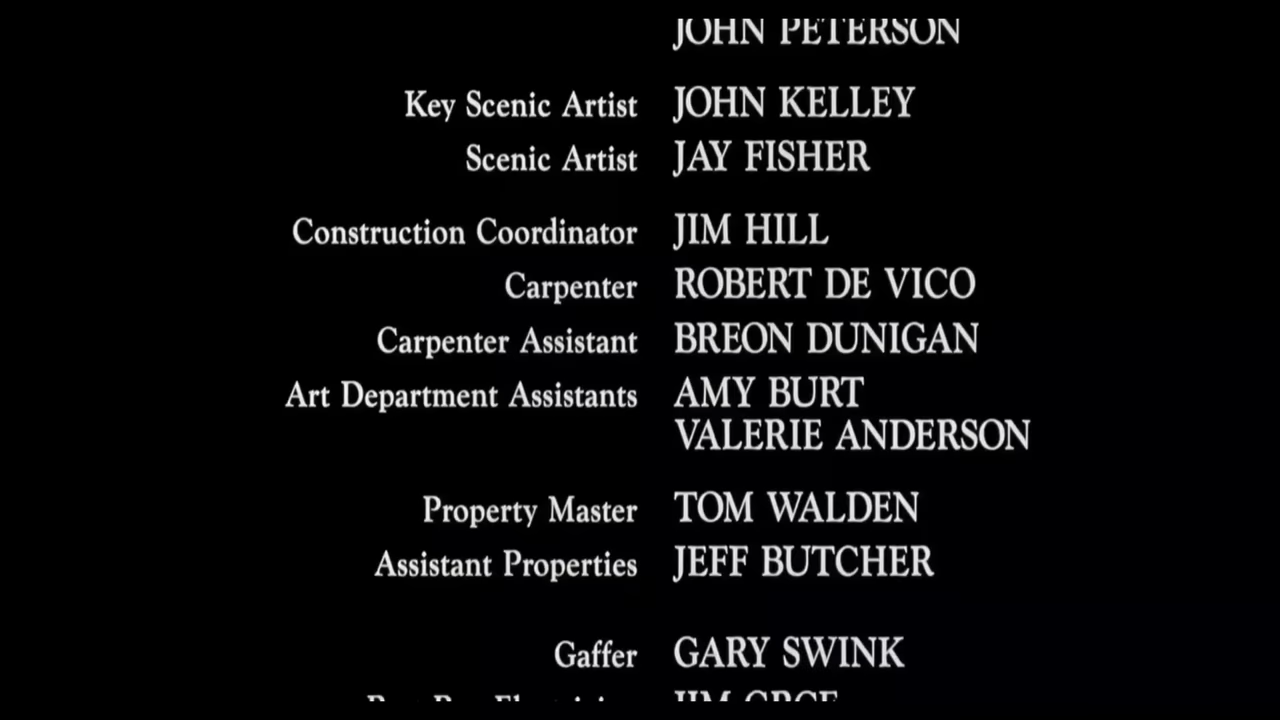 JOHN PETERSON
Key Scenic Artist JOHN KELLEY
Scenic Artist JAY FISHER
Construction Coordinator JIM HILL
Carpenter ROBERT DE VICO
Carpenter Assistant BREON DUNIGAN
Art Department Assistants AMY BURT
VALERIE ANDERSON
Property Master TOM WALDEN
Assistant Properties JEFF BUTCHER
Gaffer GARY SWINK
JIM